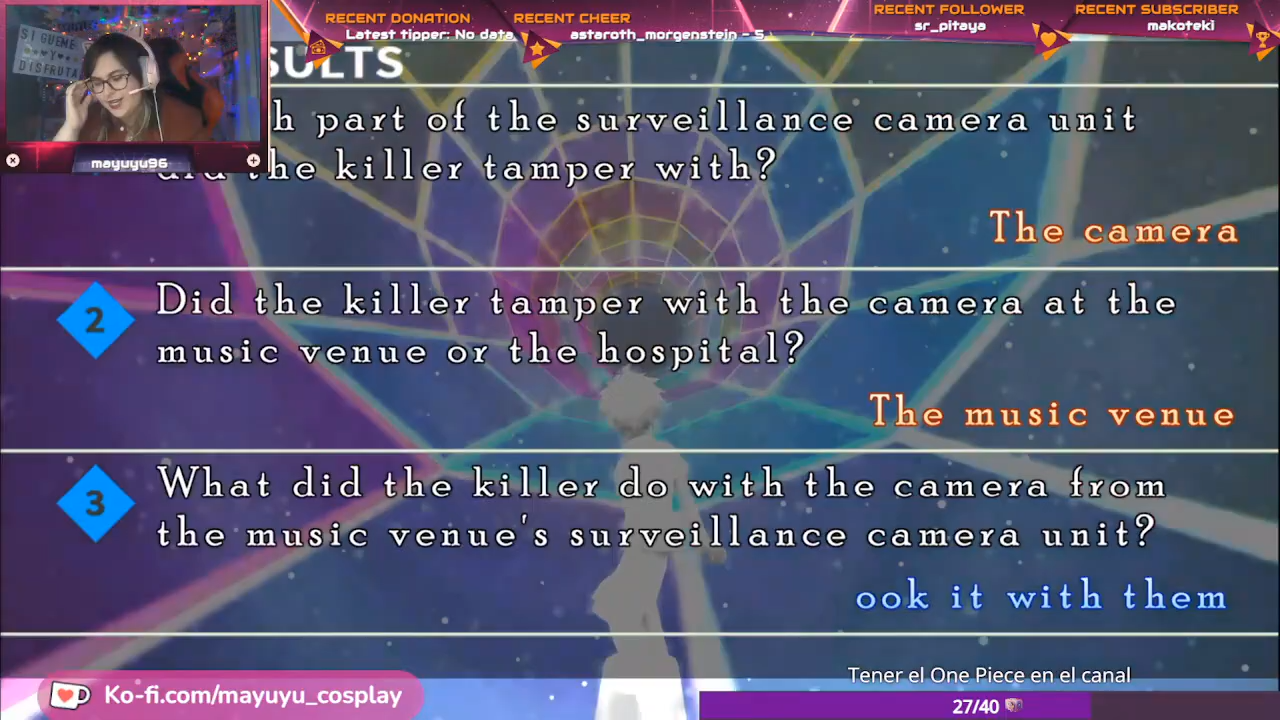 RECENT DONATION
Latest tipper: No data
RECENT CHEER
astaroth_morgenstein - 5
RECENT FOLLOWER
sr_pitaya
RECENT SUBSCRIBER
makoteki
SIGUEME
Y
DISFRUTA
mayuyu96
SULTS
h part of the surveillance camera unit
did the killer tamper with?
The camera
2
Did the killer tamper with the camera at the
music venue or the hospital?
The music venue
3
What did the killer do with the camera from
the music venue's surveillance camera unit?
ook it with them
Ko-fi.com/mayuyu_cosplay
Tener el One Piece en el canal
27/40